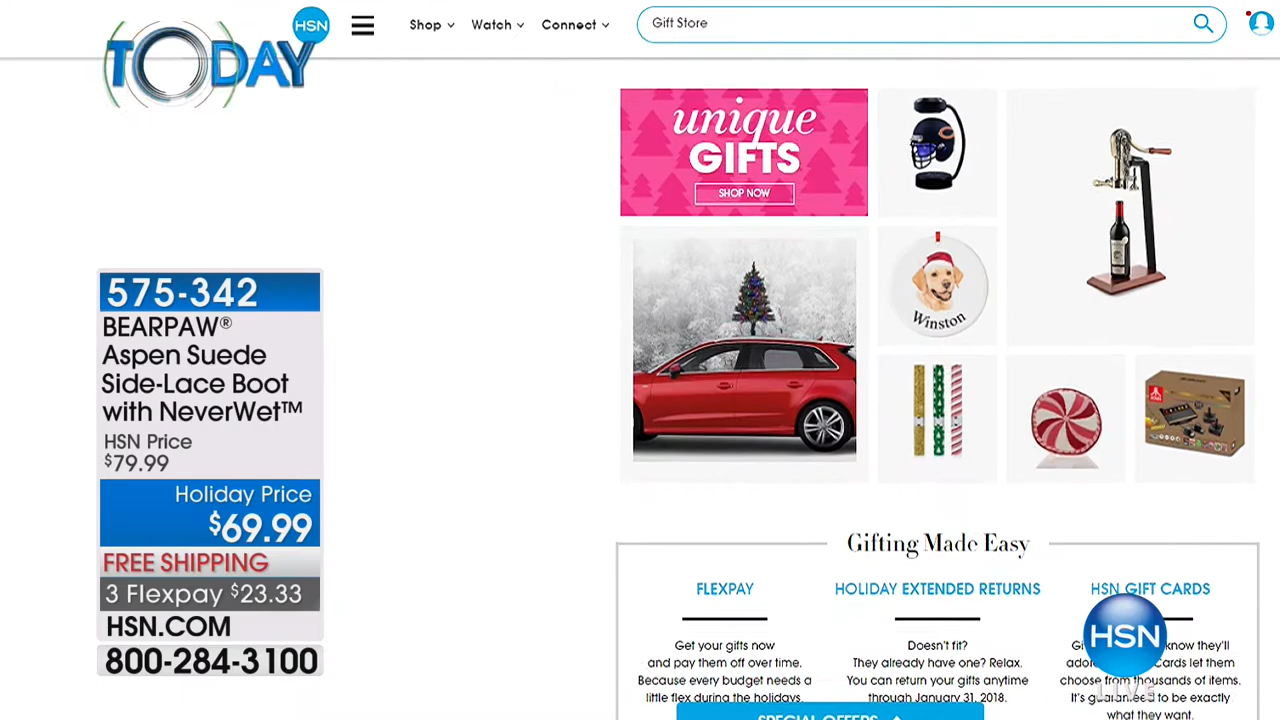 TODAY
HSN
Shop
Watch
Connect
Gift Store
unique
GIFTS
SHOP NOW
Winston
ATARI
575-342
BEARPAW®
Aspen Suede
Side-Lace Boot
with NeverWet™
HSN Price
$79.99
Holiday Price
$69.99
FREE SHIPPING
3 Flexpay $23.33
HSN.COM
800-284-3100
Gifting Made Easy
FLEXPAY
Get your gifts now
and pay them off over time.
Because every budget needs a
little flex during the holidays.
HOLIDAY EXTENDED RETURNS
Doesn't fit?
They already have one? Relax.
You can return your gifts anytime
through January 31, 2018.
HSN GIFT CARDS
know they'll
Cards let them
choose from thousands of items.
It's guaranteed to be exactly
what they want.
HSN
LIVE
SPECIAL OFFERS